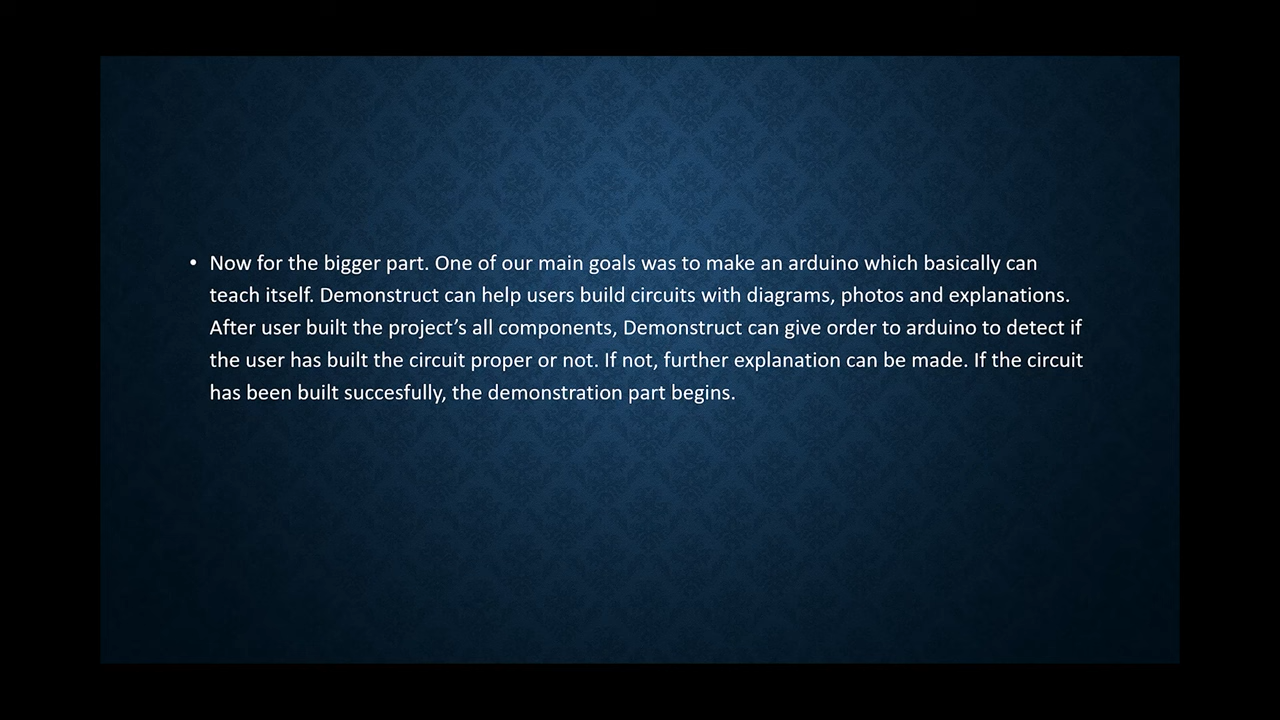 • Now for the bigger part. One of our main goals was to make an arduino which basically can
teach itself. Demonstruct can help users build circuits with diagrams, photos and explanations.
After user built the project’s all components, Demonstruct can give order to arduino to detect if
the user has built the circuit proper or not. If not, further explanation can be made. If the circuit
has been built succesfully, the demonstration part begins.